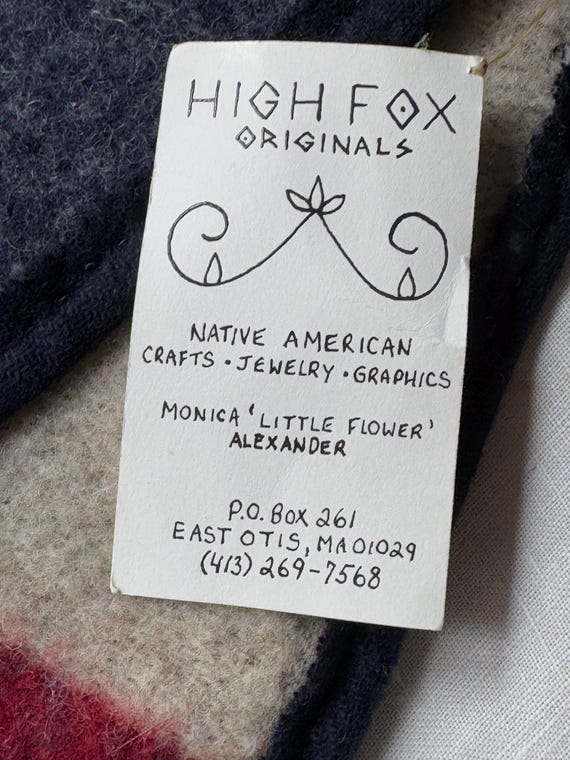 HIGH FOX
ORIGINALS
NATIVE AMERICAN
CRAFTS • JEWELRY • GRAPHICS
MONICA 'LITTLE FLOWER'
ALEXANDER
P.O. BOX 261
EAST OTIS, MA 01029
(413) 269-7568